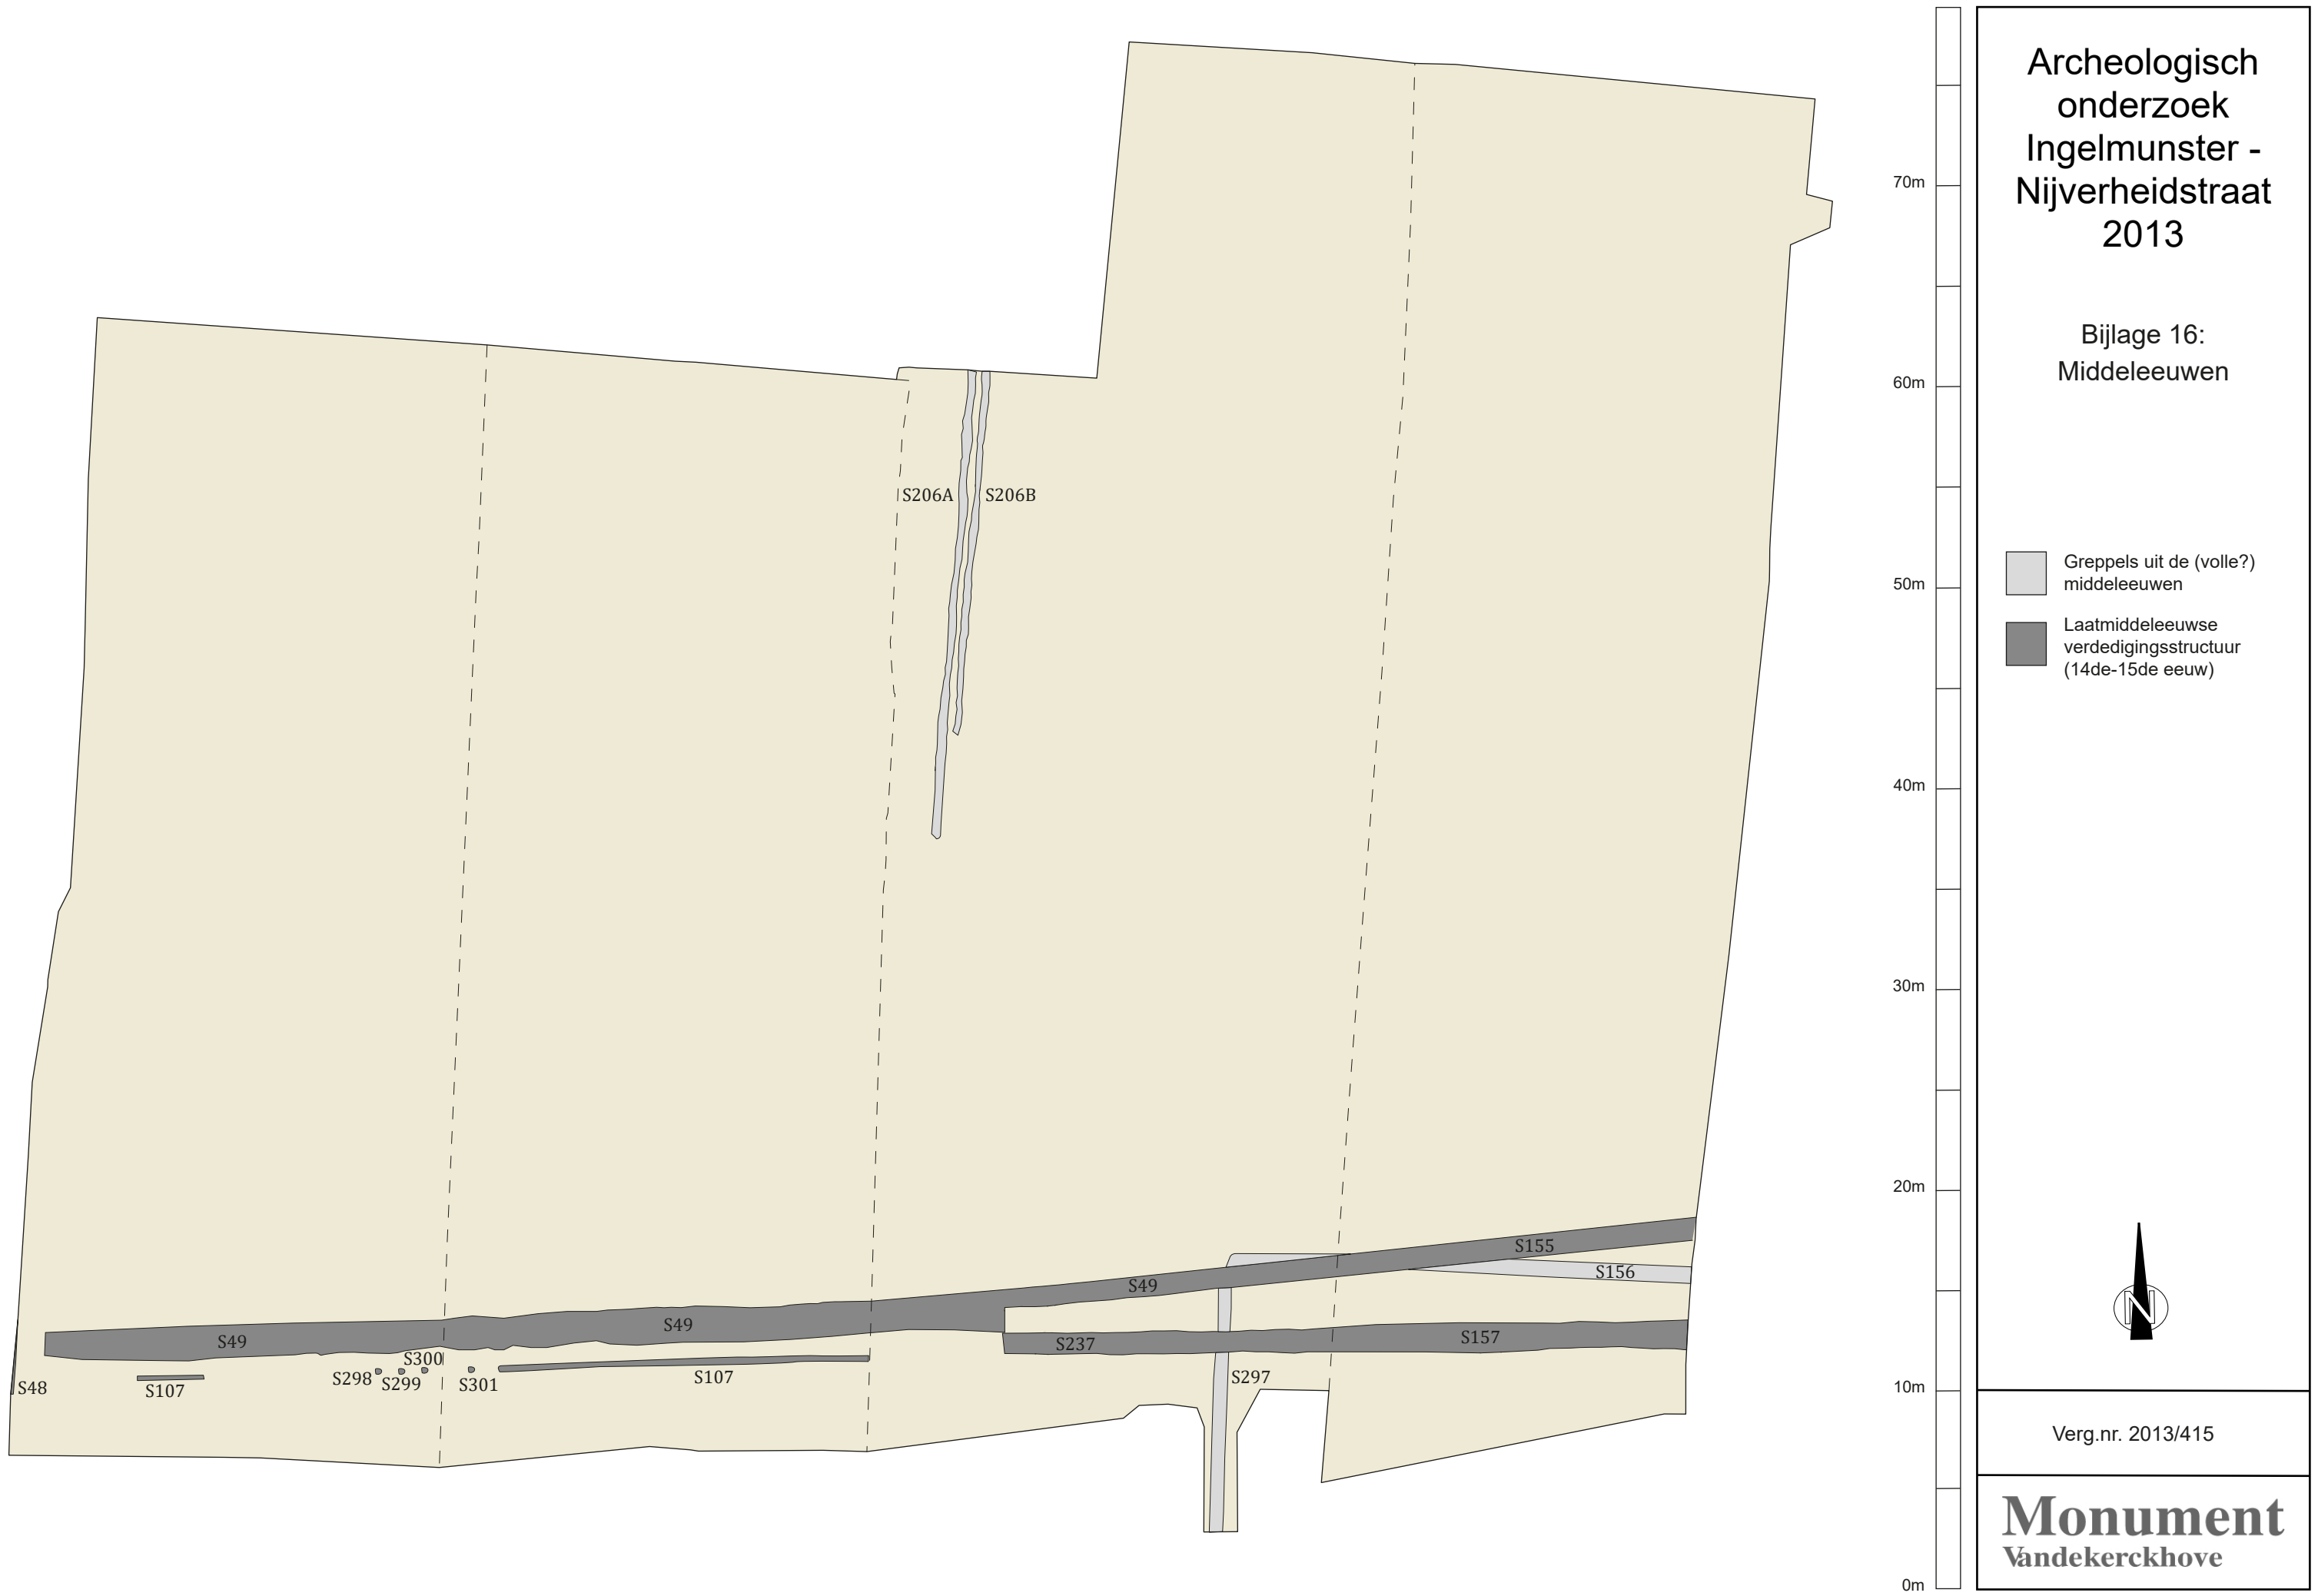 Archeologisch
onderzoek
Ingelmunster -
Nijverheidstraat
2013
Bijlage 16:
Middeleeuwen
Greppels uit de (volle?)
middeleeuwen
Laatmiddeleeuwse
verdedigingsstructuur
(14de-15de eeuw)
N
Verg.nr. 2013/415
Monument
Vandekerckhove
70m
60m
50m
40m
30m
20m
10m
0m
S206A
S206B
S155
S156
S49
S49
S49
S237
S157
S300
S298
S299
S301
S107
S107
S48
S297